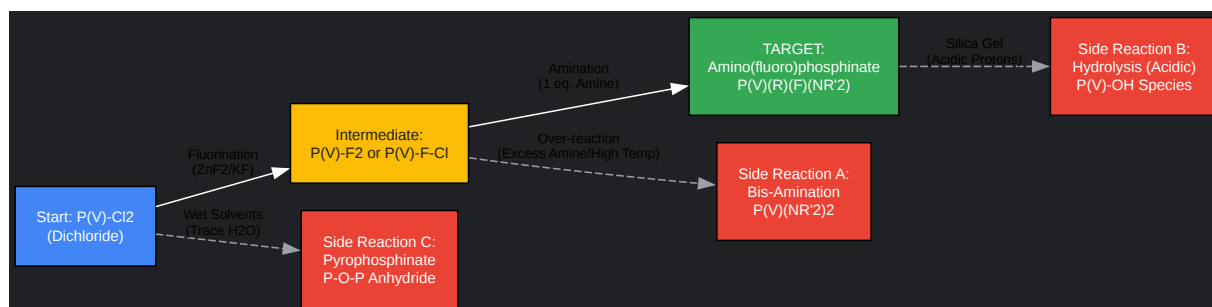 Start: P(V)-Cl2
(Dichloride)
Fluorination
(ZnF2/KF)
Wet Solvents
(Trace H2O)
Intermediate:
P(V)-F2 or P(V)-F-Cl
Side Reaction C:
Pyrophosphinate
P-O-P Anhydride
Amination
(1 eq. Amine)
Over-reaction
(Excess Amine/High Temp)
TARGET:
Amino(fluoro)phosphinate
P(V)(R)(F)(NR'2)
Side Reaction A:
Bis-Amination
P(V)(NR'2)2
Silica Gel
(Acidic Protons)
Side Reaction B:
Hydrolysis (Acidic)
P(V)-OH Species